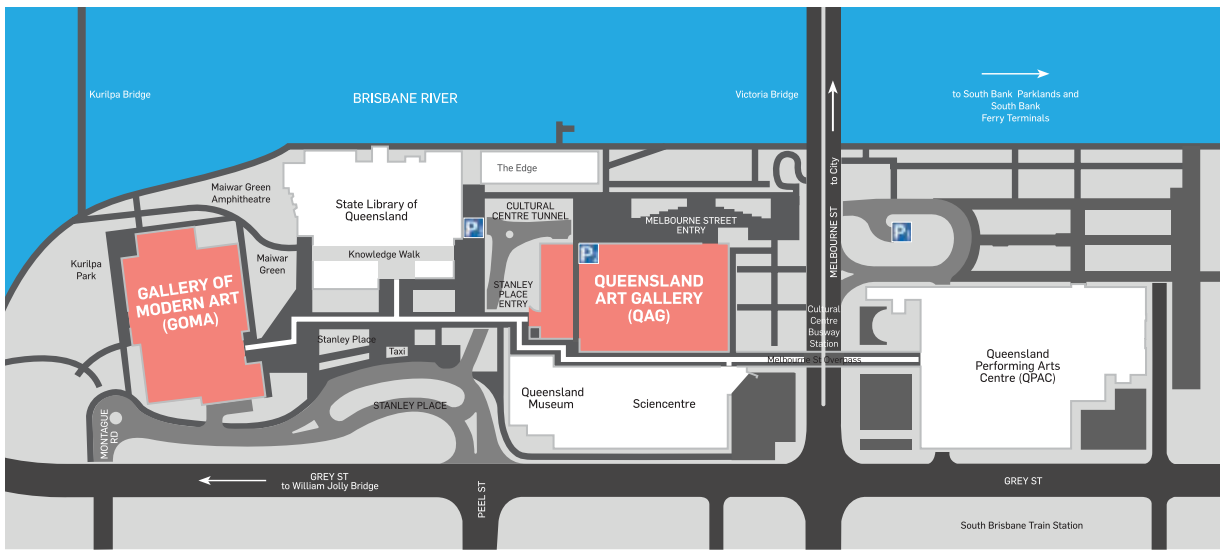 Kurilpa Bridge
BRISBANE RIVER
Victoria Bridge
to South Bank Parklands and
South Bank
Ferry Terminals
to City
The Edge
Maiwar Green
Amphitheatre
State Library of
Queensland
CULTURAL
CENTRE TUNNEL
MELBOURNE STREET
ENTRY
P
P
P
MELBOURNE ST
Knowledge Walk
Kurilpa
Park
Maiwar
Green
GALLERY OF
MODERN ART
(GOMA)
STANLEY
PLACE
ENTRY
QUEENSLAND
ART GALLERY
(QAG)
Cultural
Centre
Busway
Station
Stanley Place
Taxi
Melbourne St Overpass
Queensland
Performing Arts
Centre (QPAC)
Queensland
Museum
Sciencentre
STANLEY PLACE
MONTAGUE
RD
GREY ST
to William Jolly Bridge
PEEL ST
GREY ST
South Brisbane Train Station